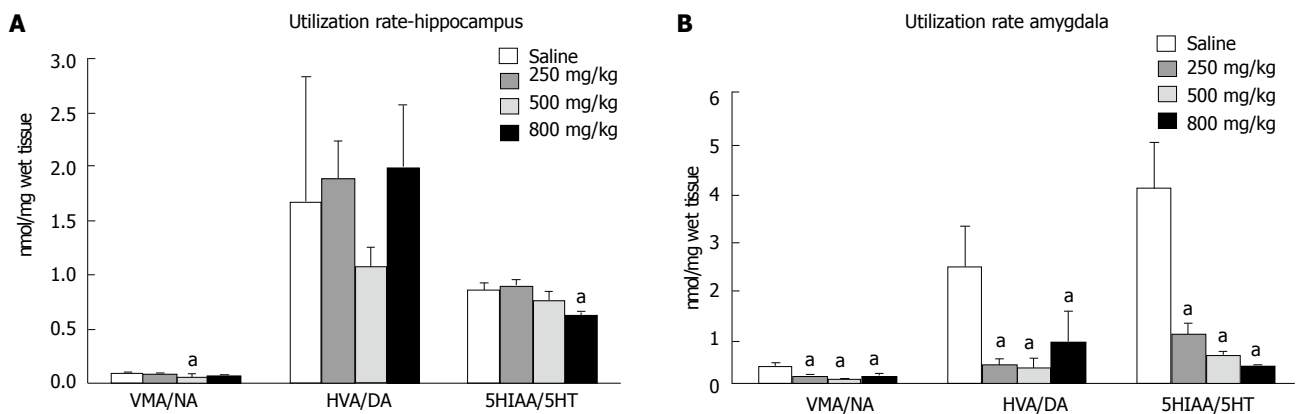 A
Utilization rate-hippocampus
Saline
250 mg/kg
500 mg/kg
800 mg/kg
nmol/mg wet tissue
3.0
2.5
2.0
1.5
1.0
0.5
0.0
a
a
VMA/NA
HVA/DA
5HIAA/5HT
B
Utilization rate amygdala
Saline
250 mg/kg
500 mg/kg
800 mg/kg
nmol/mg wet tissue
6
5
4
3
2
1
0
a
a
a
a
a
a
a
a
a
VMA/NA
HVA/DA
5HIAA/5HT